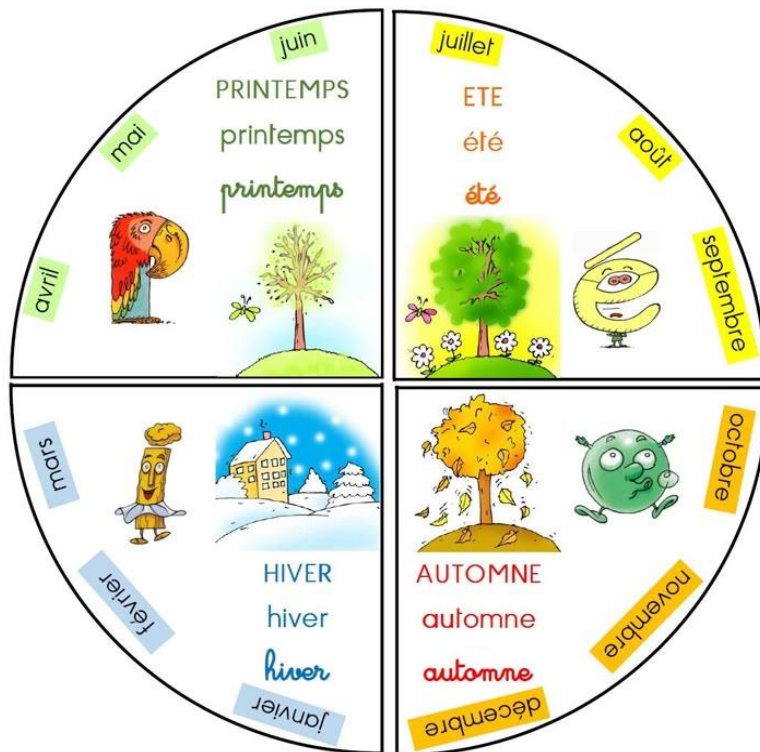 juin
PRINTEMPS
printemps
printemps
mai
avril
juillet
ETE
été
été
août
septembre
mars
février
janvier
HIVER
hiver
hiver
octobre
novembre
décembre
AUTOMNE
automne
automne